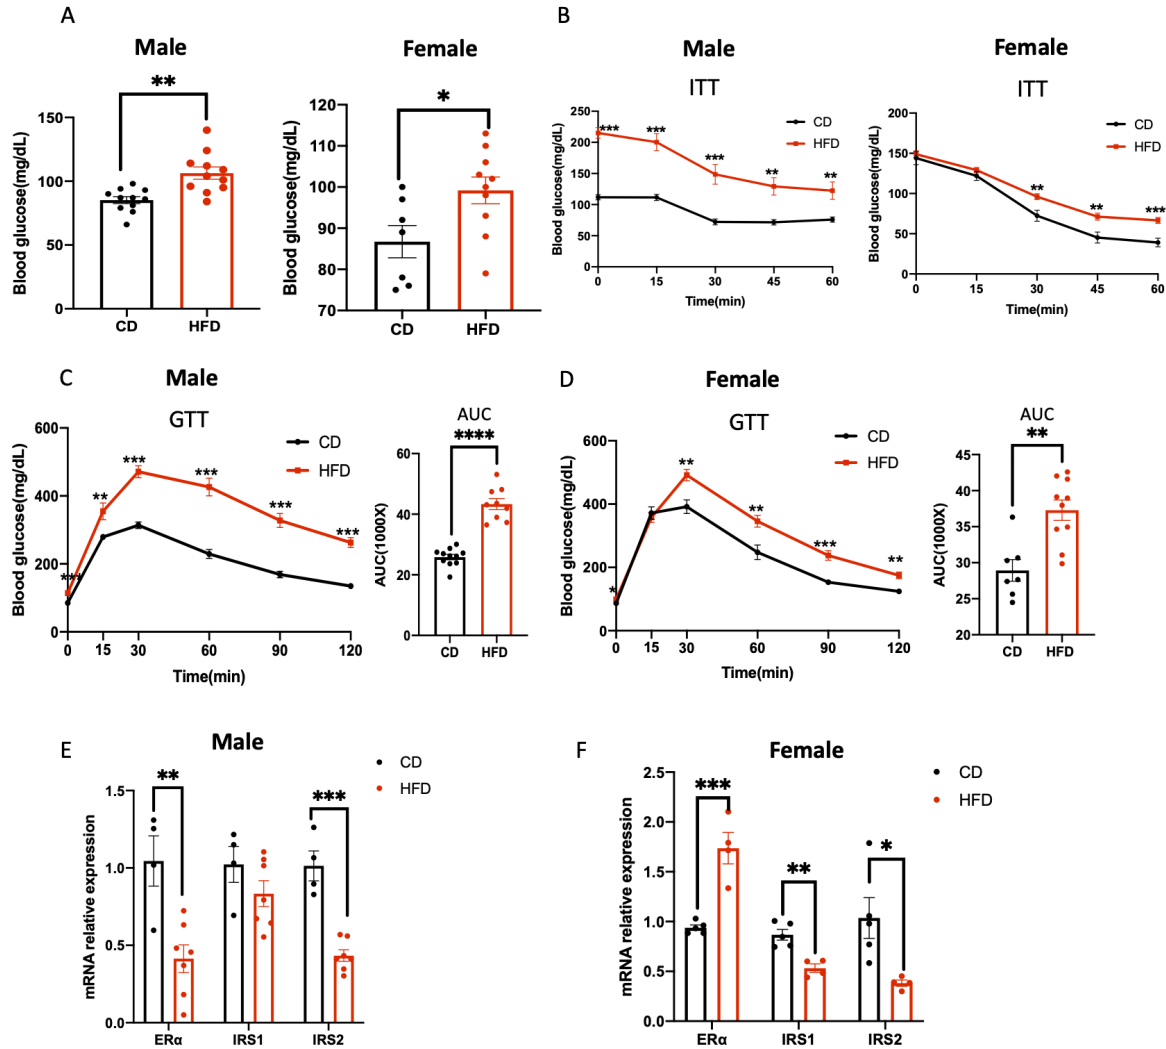 A
Male
**
Blood glucose(mg/dL)
150
100
50
0
CD
HFD
Female
*
Blood glucose(mg/dL)
120
110
100
90
80
70
CD
HFD
B
Male
ITT
Blood glucose(mg/dL)
250
200
150
100
50
0
***
***
***
**
**
CD
HFD
0 15 30 45 60
Time(min)
Female
ITT
Blood glucose(mg/dL)
200
150
100
50
0
**
**
***
CD
HFD
0 15 30 45 60
Time(min)
C
Male
GTT
Blood glucose(mg/dL)
600
400
200
0
***
**
***
***
***
***
CD
HFD
0 15 30 60 90 120
Time(min)
AUC
****
AUC(1000X)
60
40
20
0
CD
HFD
D
Female
GTT
Blood glucose(mg/dL)
600
400
200
0
*
**
**
***
**
CD
HFD
0 15 30 60 90 120
Time(min)
AUC
**
AUC(1000X)
45
40
35
30
25
20
CD
HFD
E
Male
mRNA relative expression
1.5
1.0
0.5
0.0
**
***
CD
HFD
ERα IRS1 IRS2
F
Female
mRNA relative expression
2.5
2.0
1.5
1.0
0.5
0.0
***
**
*
CD
HFD
ERα IRS1 IRS2